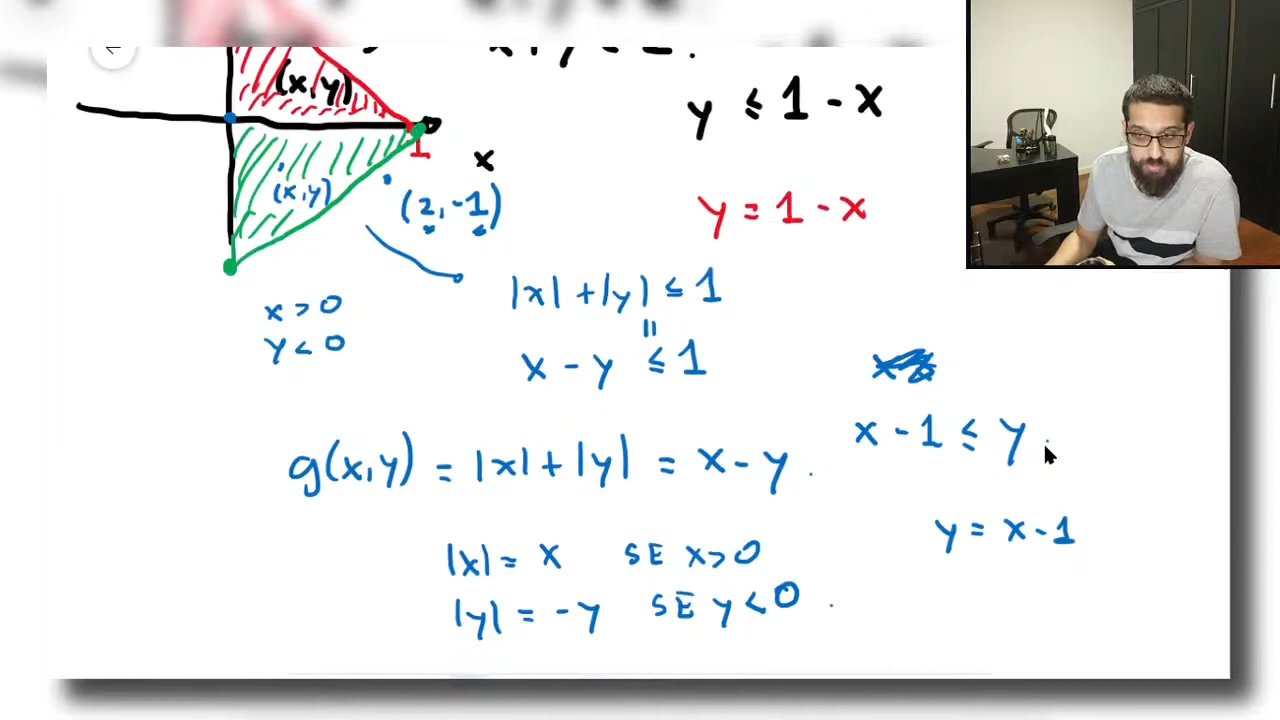 (x,y)
y ≤ 1 - x
1
x
(x,y)
(2,-1)
y = 1 - x
|x| + |y| ≤ 1
x > 0
y < 0
=
x - y ≤ 1
x - 1 ≤ y
g(x,y) = |x| + |y| = x - y .
y = x - 1
|x| = x SE x > 0
|y| = -y SE y < 0 .